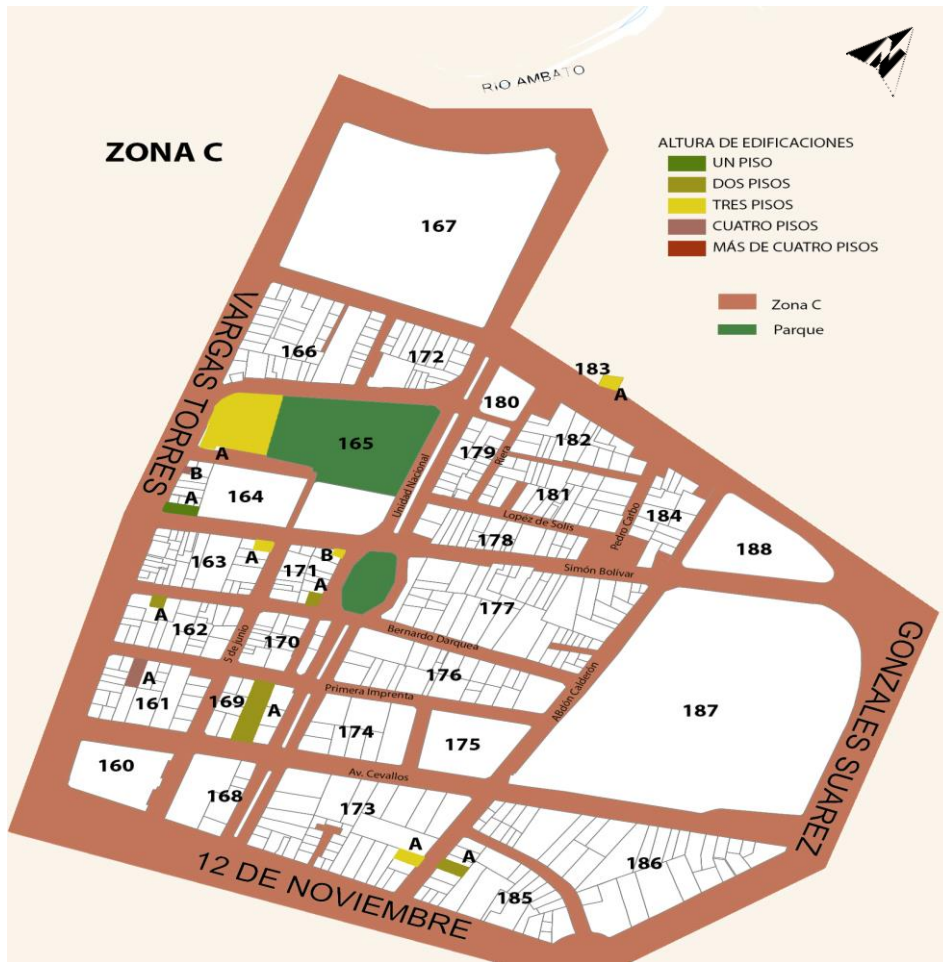 RIO AMBATO
N
ZONA C
ALTURA DE EDIFICACIONES
UN PISO
DOS PISOS
TRES PISOS
CUATRO PISOS
MÁS DE CUATRO PISOS
Zona C
Parque
167
VARGAS TORRES
166
172
183
A
180
165
A
179
Riera
182
B
A
164
Unidad Nacional
181
Lopez de Solís
Pedro Carbo
184
178
188
163
A
171
B
A
Simón Bolívar
177
A
162
5 de junio
170
Bernardo Darquea
176
ABdón Calderón
GONZALES SUAREZ
A
161
169
A
Primera Imprenta
174
175
187
160
168
Av. Cevallos
173
A
A
186
185
12 DE NOVIEMBRE